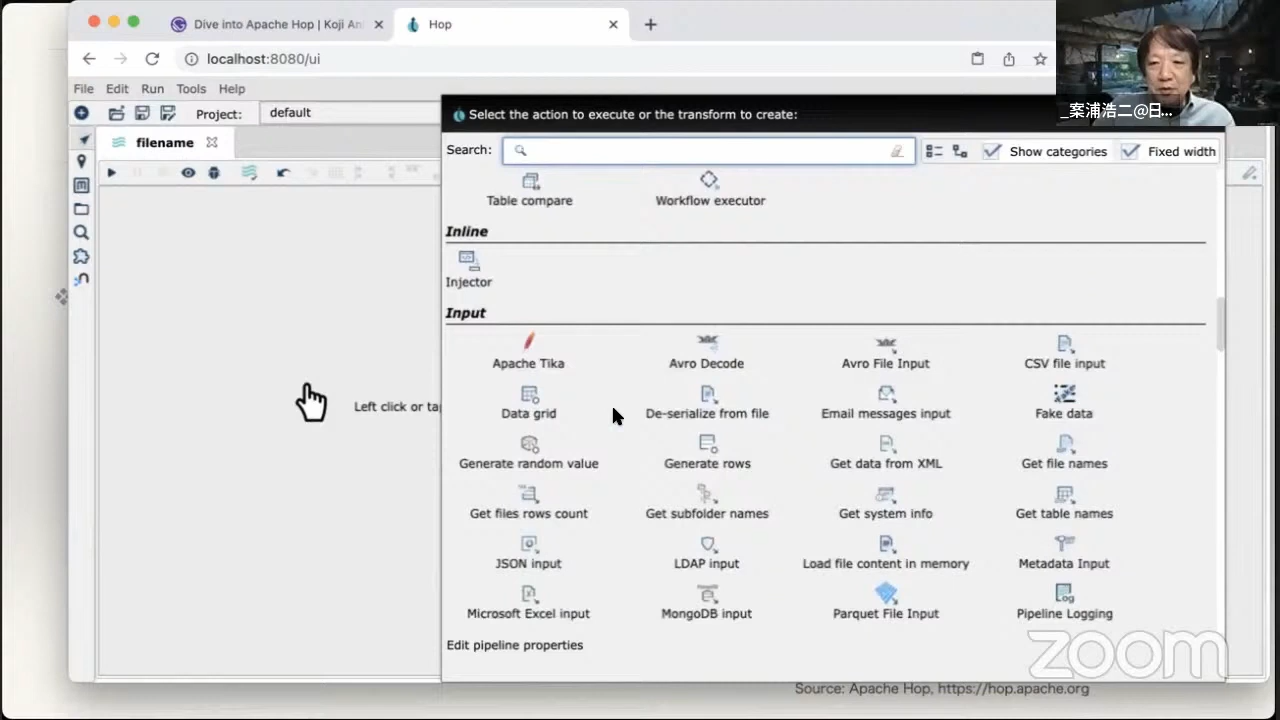 Dive into Apache Hop | Koji An
Hop
localhost:8080/ui
_案浦浩二@日...
File Edit Run Tools Help
Project: default
filename
Left click or ta
Select the action to execute or the transform to create:
Search:
Show categories
Fixed width
Table compare
Workflow executor
Inline
Injector
Input
Apache Tika
Avro Decode
Avro File Input
CSV file input
Data grid
De-serialize from file
Email messages input
Fake data
Generate random value
Generate rows
Get data from XML
Get file names
Get files rows count
Get subfolder names
Get system info
Get table names
JSON input
LDAP input
Load file content in memory
Metadata Input
Microsoft Excel input
MongoDB input
Parquet File Input
Pipeline Logging
Edit pipeline properties
zoom
Source: Apache Hop, https://hop.apache.org